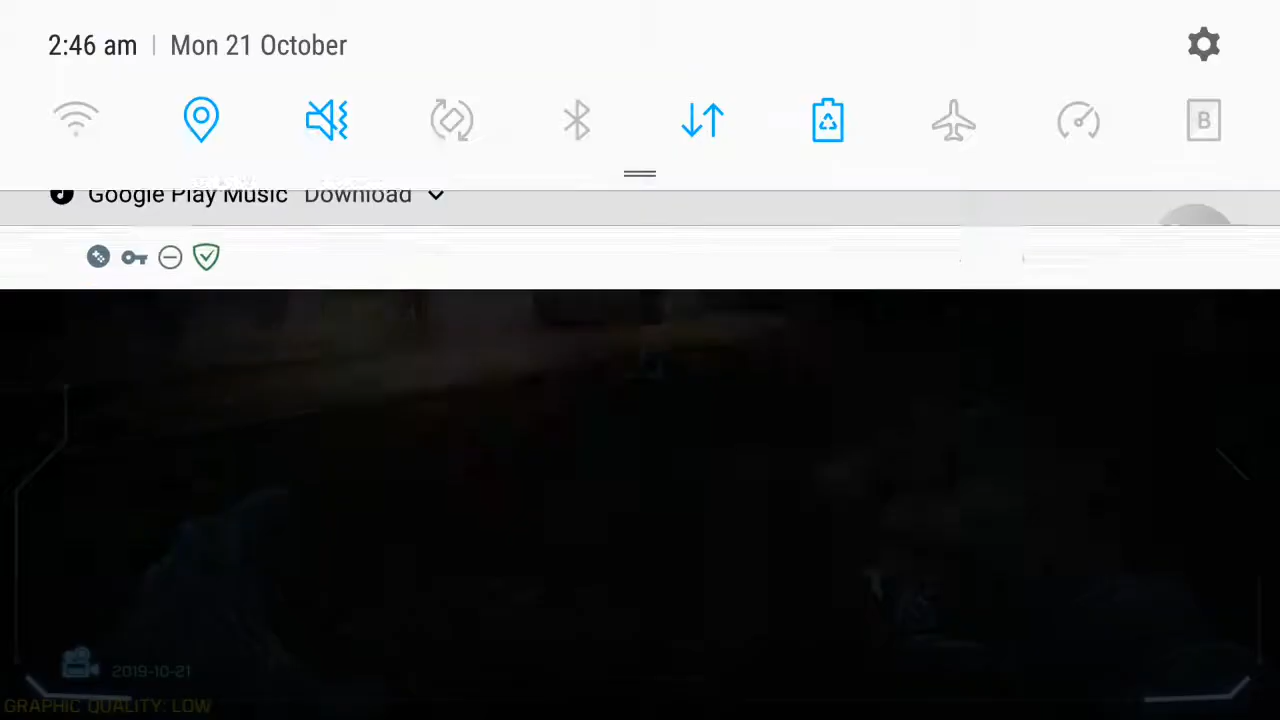 2:46 am | Mon 21 October
B
Google Play Music Download
2019-10-21
GRAPHIC QUALITY: LOW